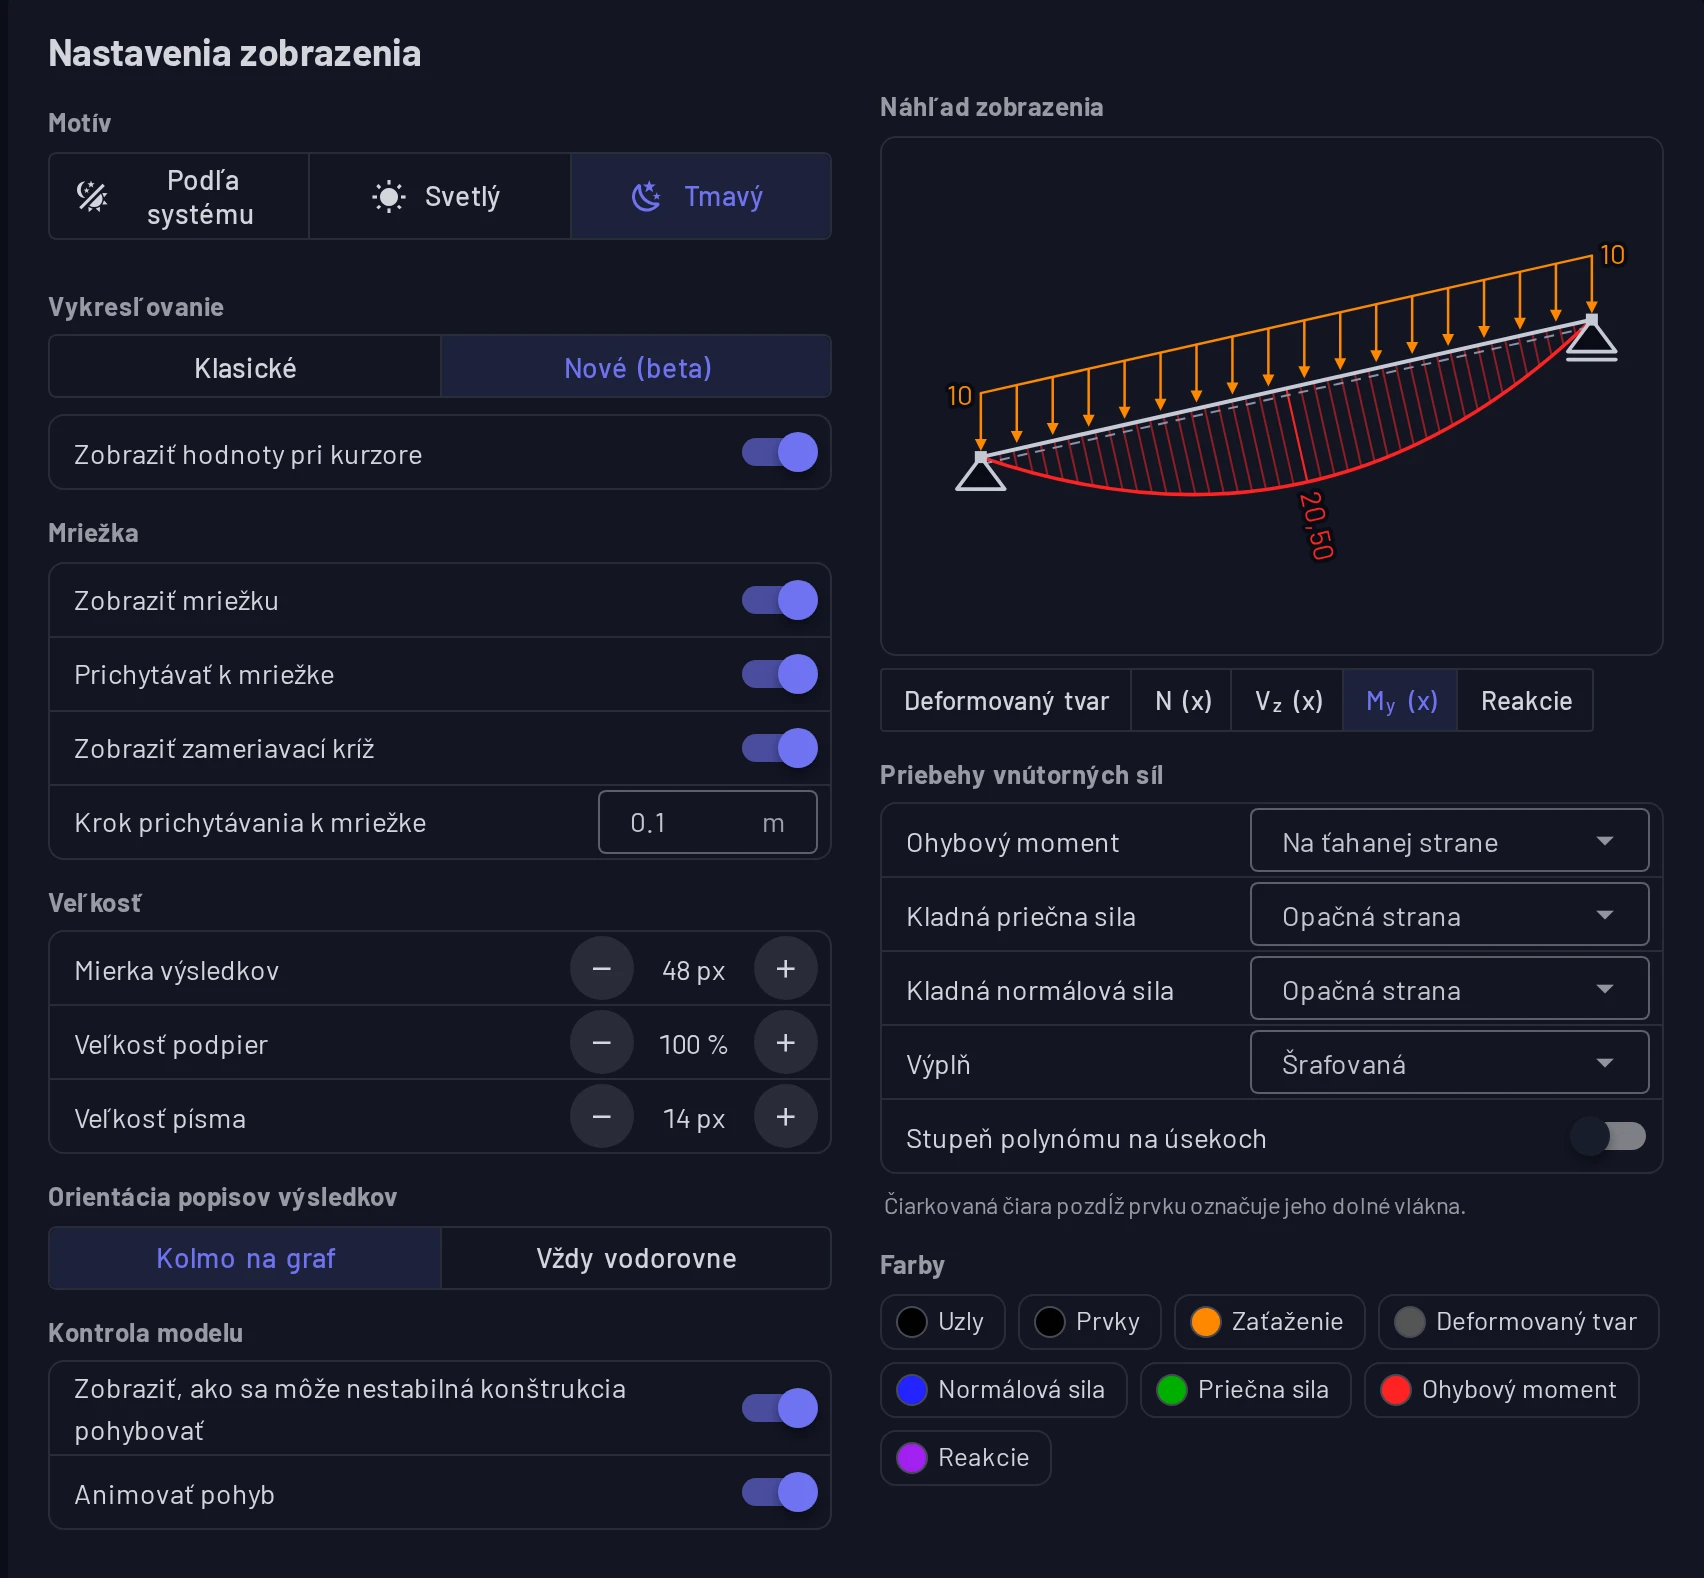 Nastavenia zobrazenia
Motív
Podľa
systému
Svetlý
Tmavý
Vykresľovanie
Klasické
Nové (beta)
Zobraziť hodnoty pri kurzore
Mriežka
Zobraziť mriežku
Prichytávať k mriežke
Zobraziť zameriavací kríž
Krok prichytávania k mriežke
0.1 m
Veľkosť
Mierka výsledkov
− 48 px +
Veľkosť podpier
− 100 % +
Veľkosť písma
− 14 px +
Orientácia popisov výsledkov
Kolmo na graf
Vždy vodorovne
Kontrola modelu
Zobraziť, ako sa môže nestabilná konštrukcia
pohybovať
Animovať pohyb
Náhľad zobrazenia
10
10
20,50
Deformovaný tvar
N (x)
Vz (x)
My (x)
Reakcie
Priebehy vnútorných síl
Ohybový moment
Na ťahanej strane
Kladná priečna sila
Opačná strana
Kladná normálová sila
Opačná strana
Výplň
Šrafovaná
Stupeň polynómu na úsekoch
Čiarkovaná čiara pozdĺž prvku označuje jeho dolné vlákna.
Farby
Uzly
Prvky
Zaťaženie
Deformovaný tvar
Normálová sila
Priečna sila
Ohybový moment
Reakcie